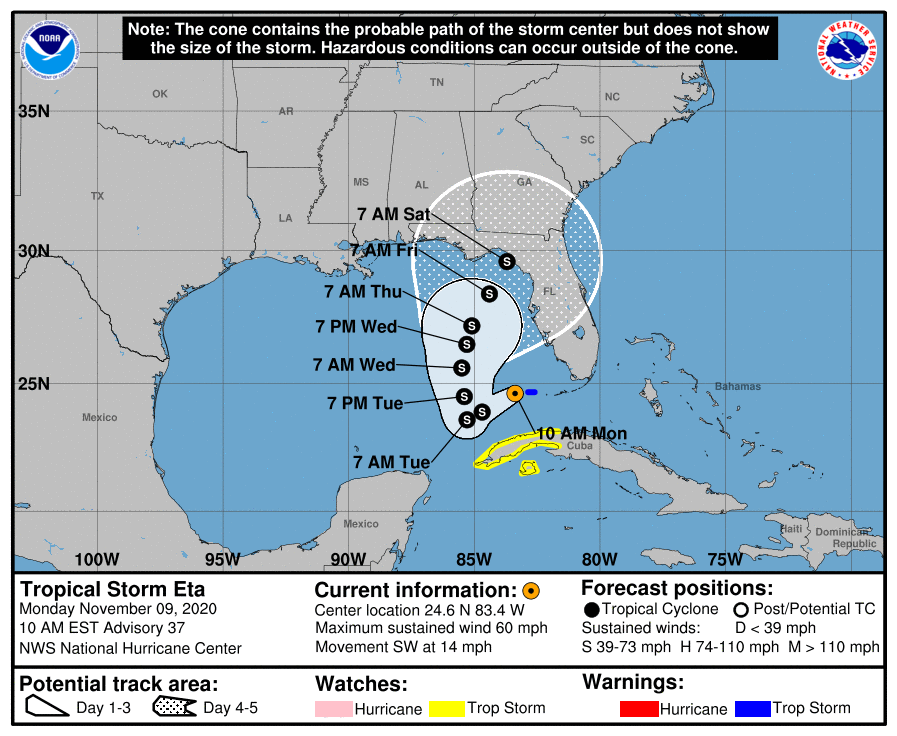 Note: The cone contains the probable path of the storm center but does not show
the size of the storm. Hazardous conditions can occur outside of the cone.
NOAA
NATIONAL WEATHER SERVICE
TN
OK
NC
AR
35N
SC
MS
AL
GA
TX
7 AM Sat
LA
30N
7 AM Fri
S
7 AM Thu
S
FL
7 PM Wed
S
S
7 AM Wed
S
25N
Bahamas
7 PM Tue
S
S
Mexico
S
10 AM Mon
Cuba
7 AM Tue
Mexico
Haiti
Dominican
Republic
100W 95W 90W 85W 80W 75W
Tropical Storm Eta
Monday November 09, 2020
10 AM EST Advisory 37
NWS National Hurricane Center
Current information:
Center location 24.6 N 83.4 W
Maximum sustained wind 60 mph
Movement SW at 14 mph
Forecast positions:
Tropical Cyclone Post/Potential TC
Sustained winds: D < 39 mph
S 39-73 mph H 74-110 mph M > 110 mph
Potential track area:
Day 1-3 Day 4-5
Watches:
Hurricane Trop Storm
Warnings:
Hurricane Trop Storm